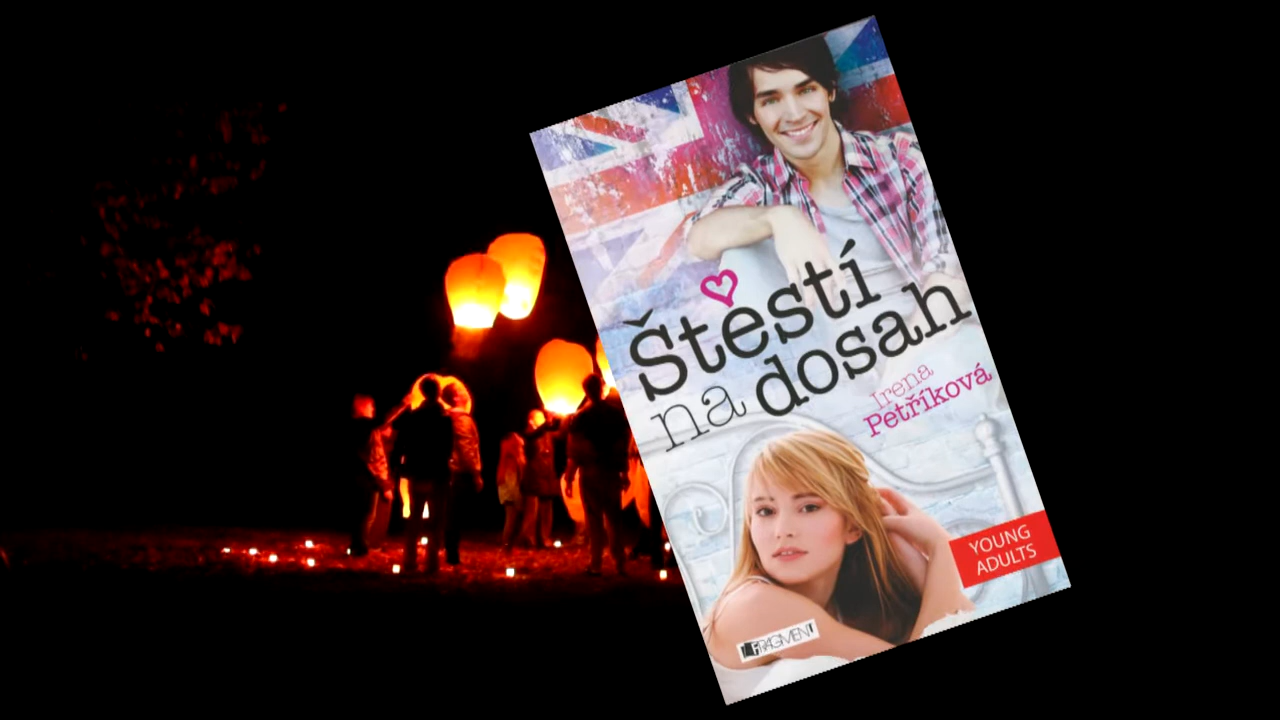 Štěstí
na dosah
Irena
Petříková
YOUNG
ADULTS
FRAGMENT